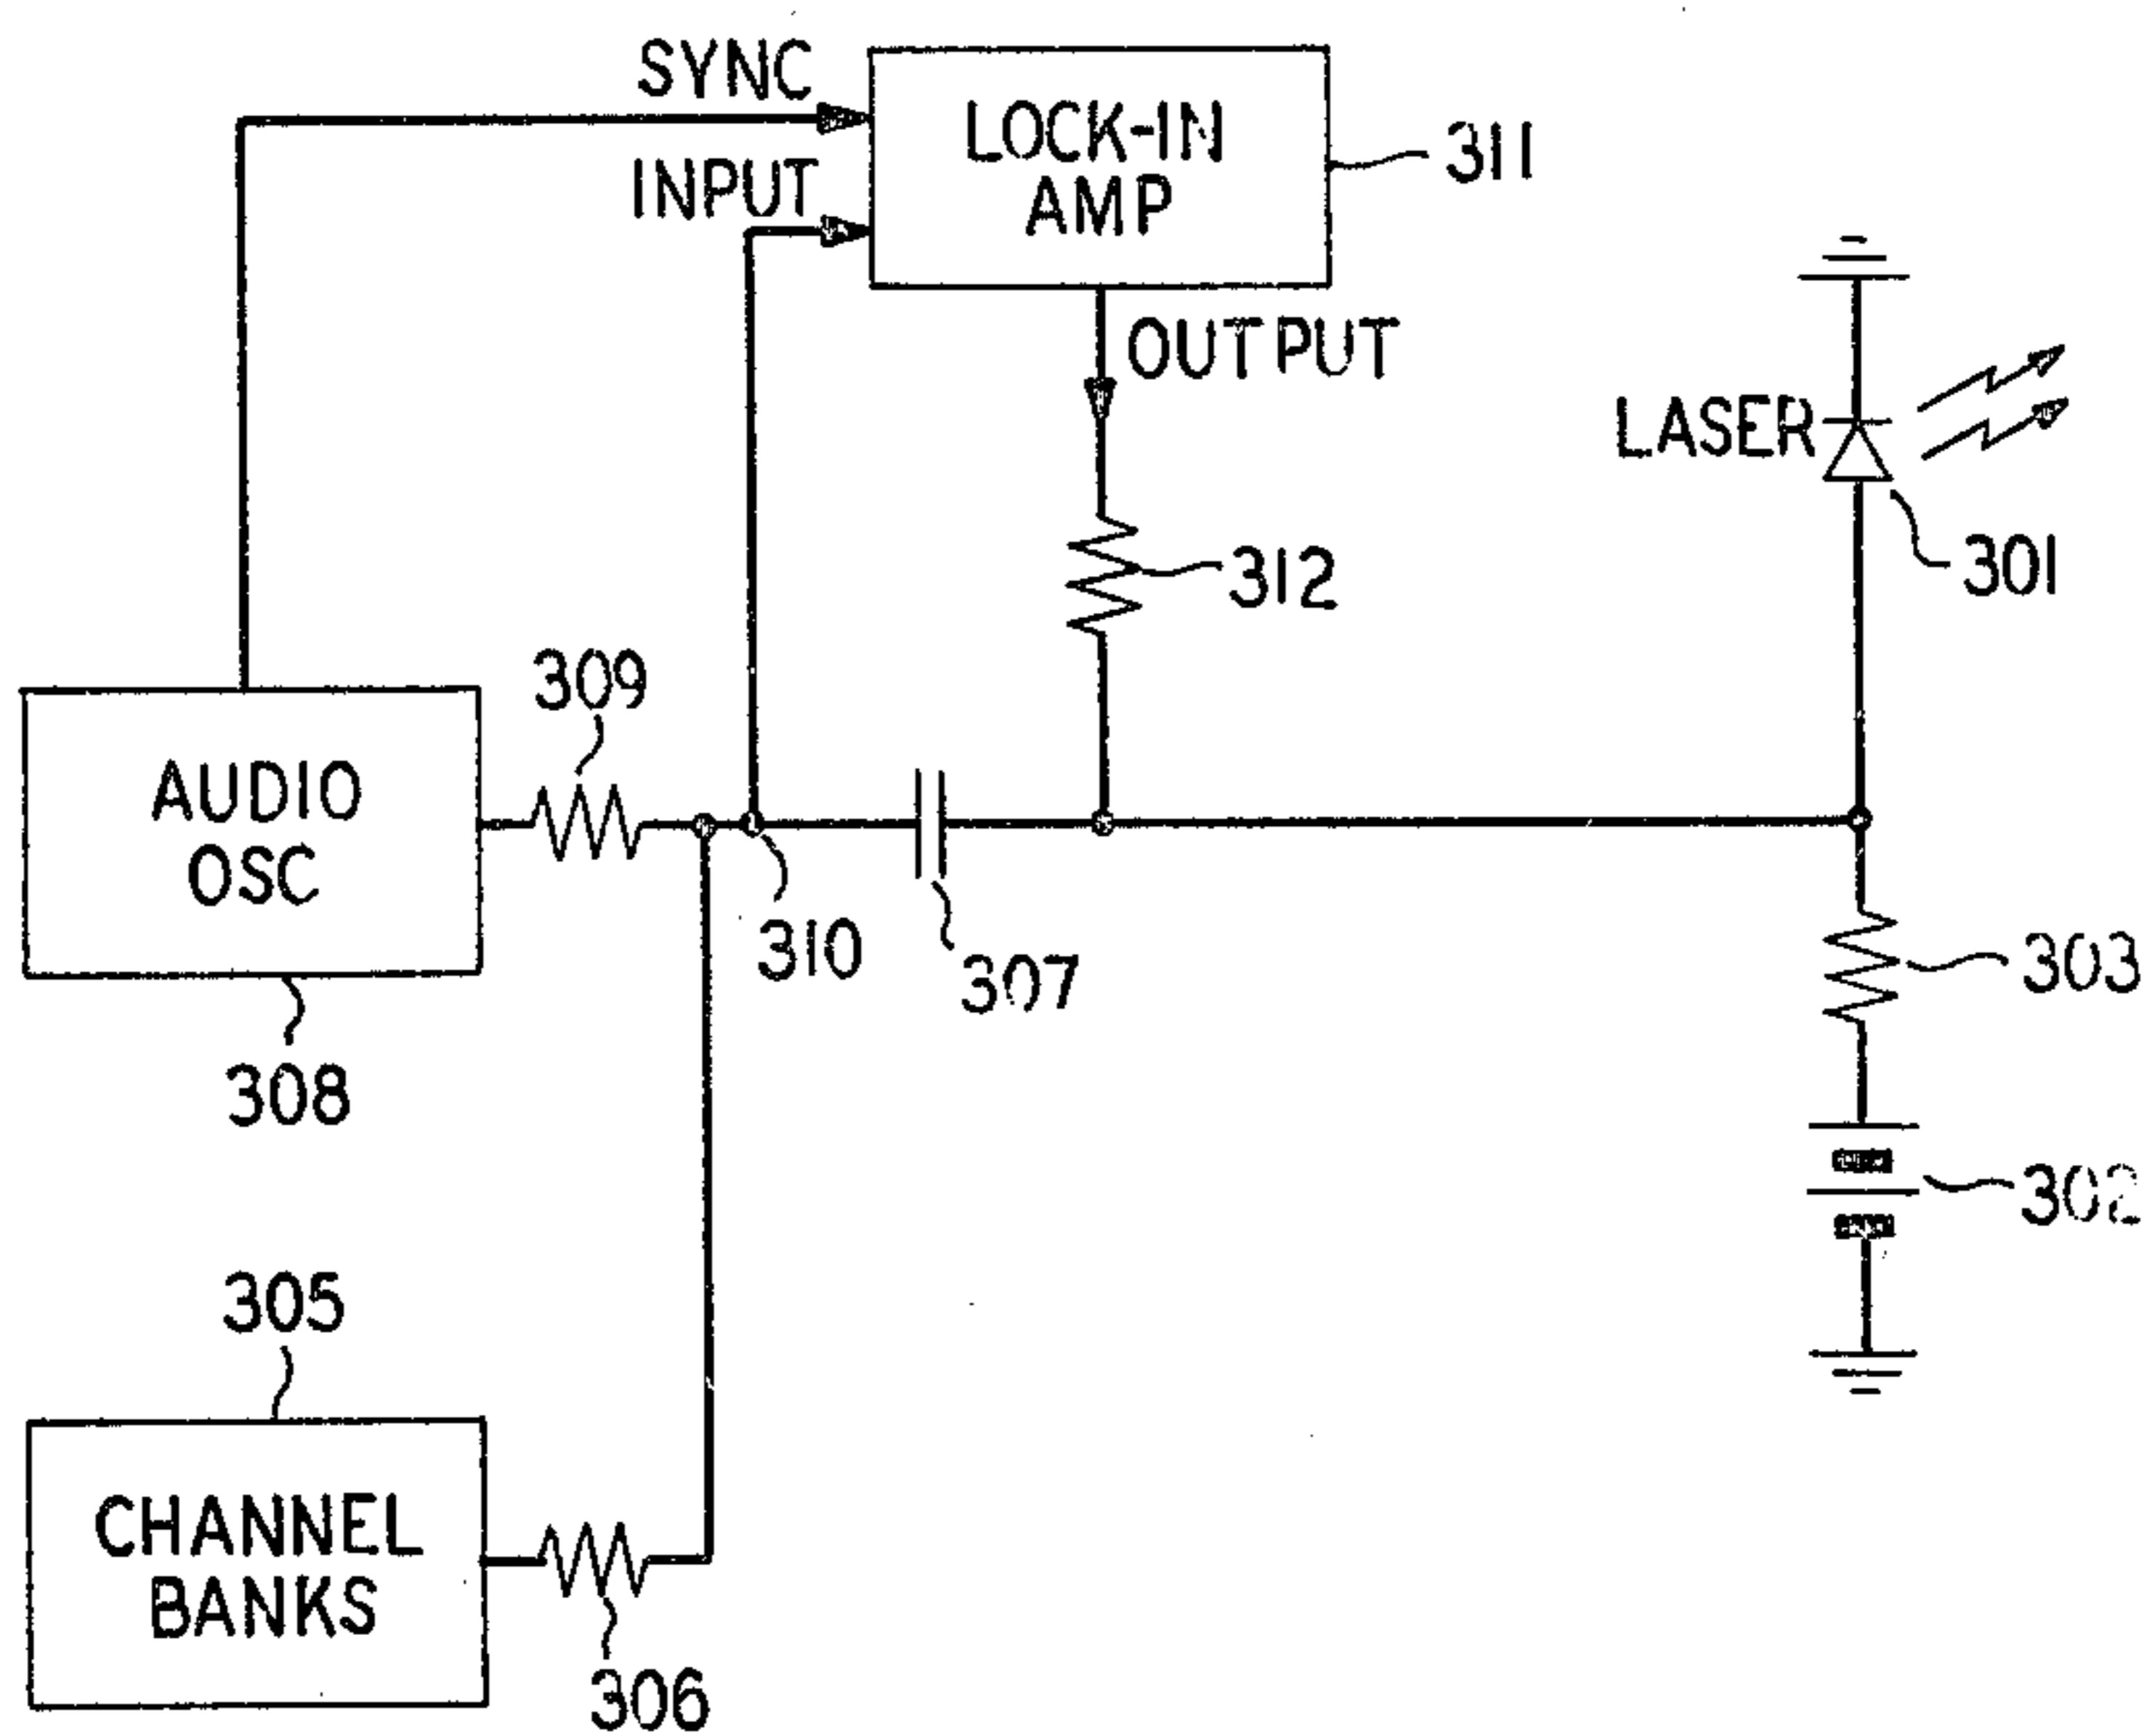 SYNC
LOCK-IN
AMP
311
INPUT
OUTPUT
LASER
301
312
309
AUDIO
OSC
310
307
303
308
302
305
CHANNEL
BANKS
306